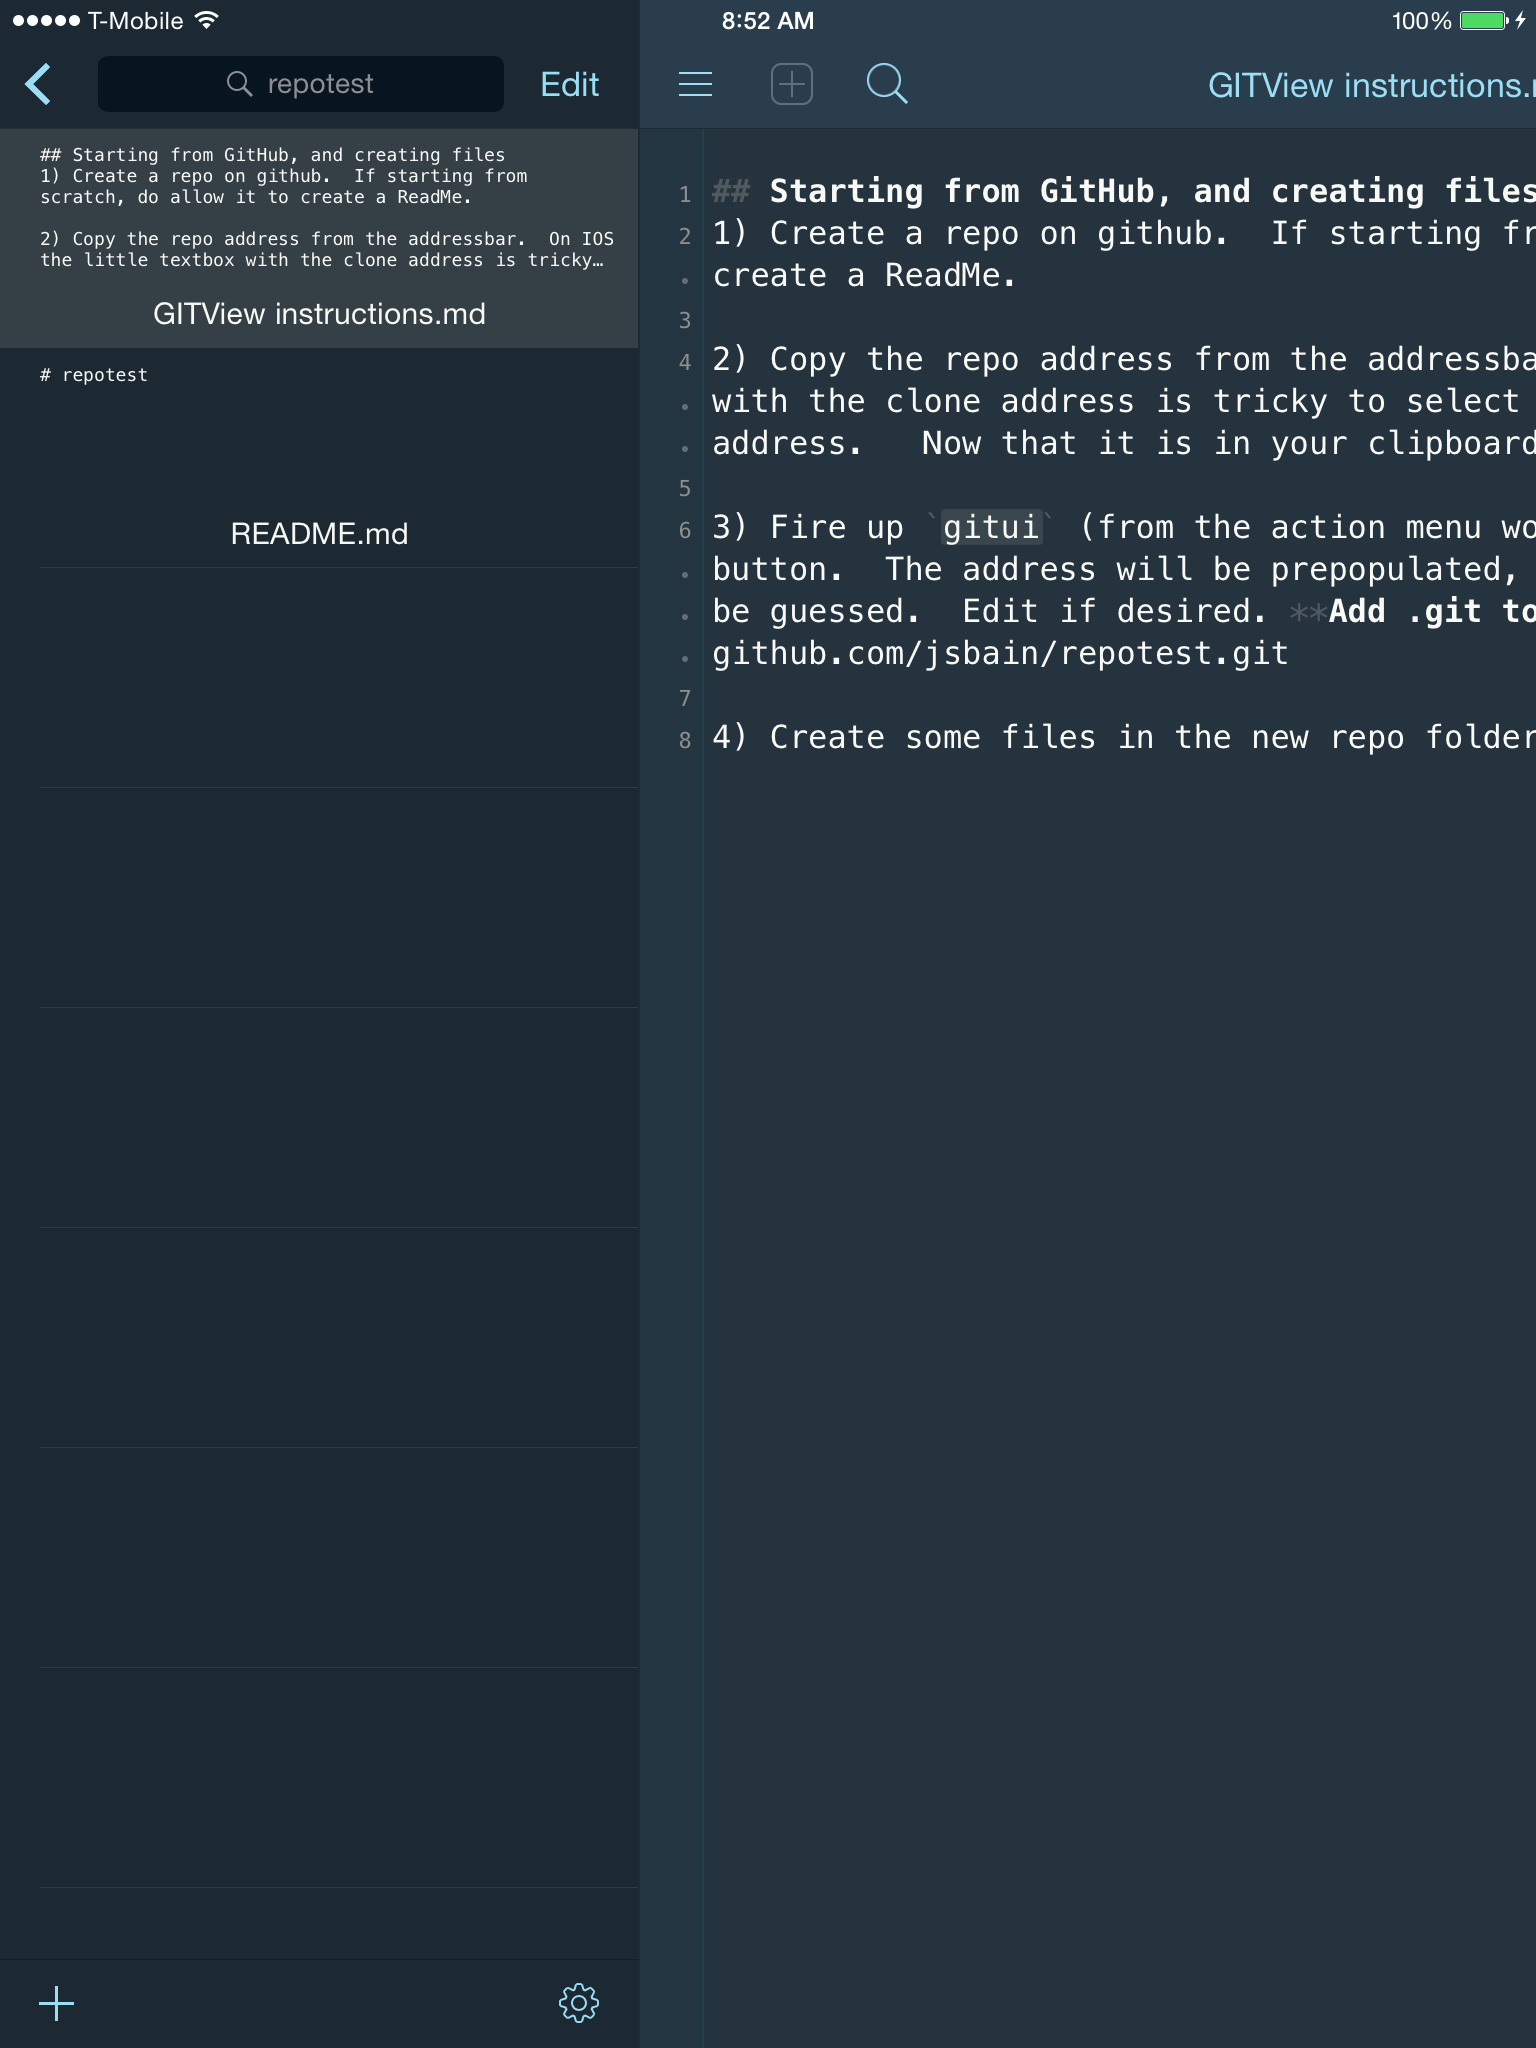 T-Mobile
8:52 AM
100%
repotest
Edit
GITView instructions.
## Starting from GitHub, and creating files
1) Create a repo on github.  If starting from
scratch, do allow it to create a ReadMe.
2) Copy the repo address from the addressbar.  On IOS
the little textbox with the clone address is tricky…
GITView instructions.md
# repotest
README.md
1 ## Starting from GitHub, and creating files
2 1) Create a repo on github.  If starting fr
create a ReadMe.
3
4 2) Copy the repo address from the addressba
with the clone address is tricky to select
address.   Now that it is in your clipboard
5
6 3) Fire up `gitui` (from the action menu wo
button.  The address will be prepopulated,
be guessed.  Edit if desired. **Add .git to
github.com/jsbain/repotest.git
7
8 4) Create some files in the new repo folder